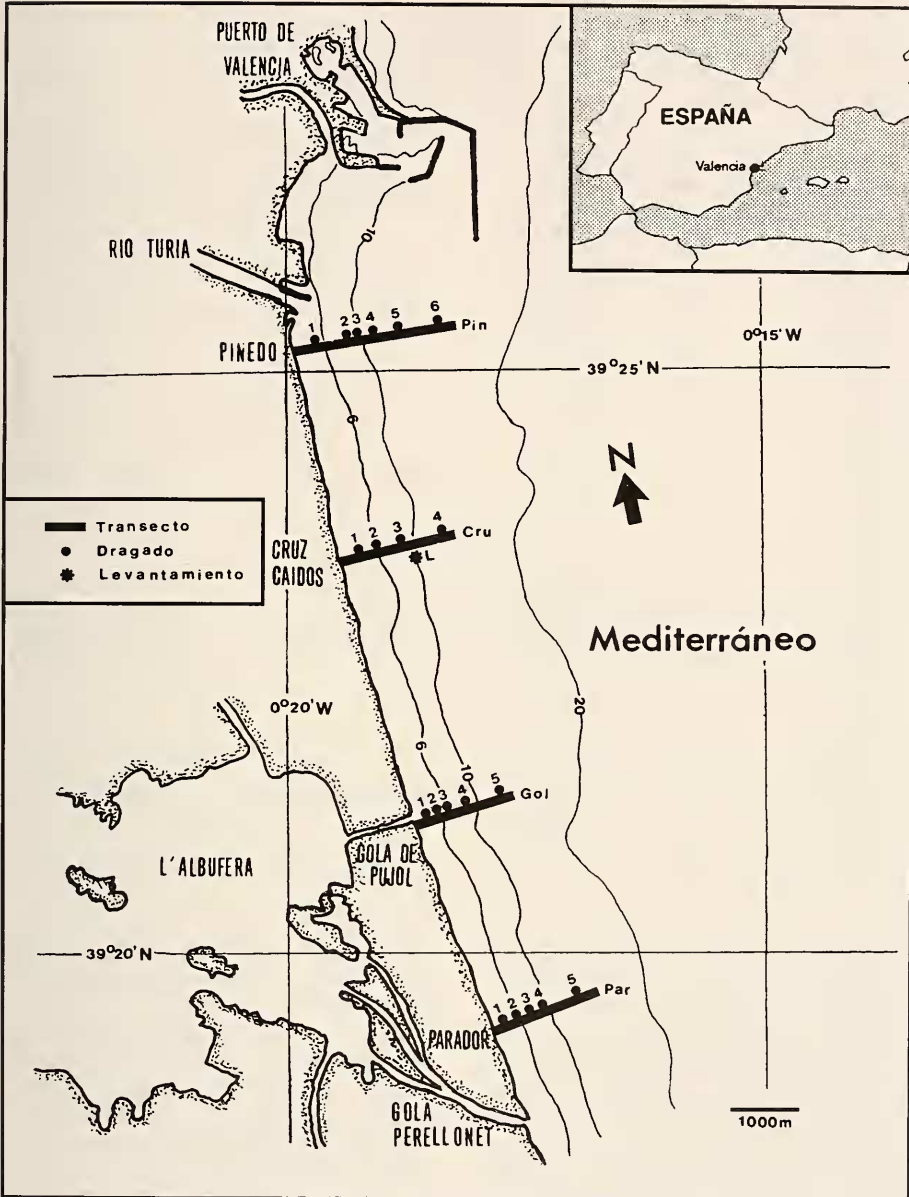 PUERTO DE
VALENCIA
ESPAÑA
Valencia
10
RIO TURIA
1 2 3 4 5 6
Pin
PINEDO
0°15'W
39°25'N
6
N
Transecto
Dragado
Levantamiento
1 2 3 4
Cru
CRUZ
CAIDOS
L
Mediterráneo
0°20'W
20
6
10
1 2 3 4 5
Gol
GOLA DE
PUJOL
L'ALBUFERA
39°20'N
1 2 3 4 5
Par
PARADOR
GOLA
PERELLONET
1000m